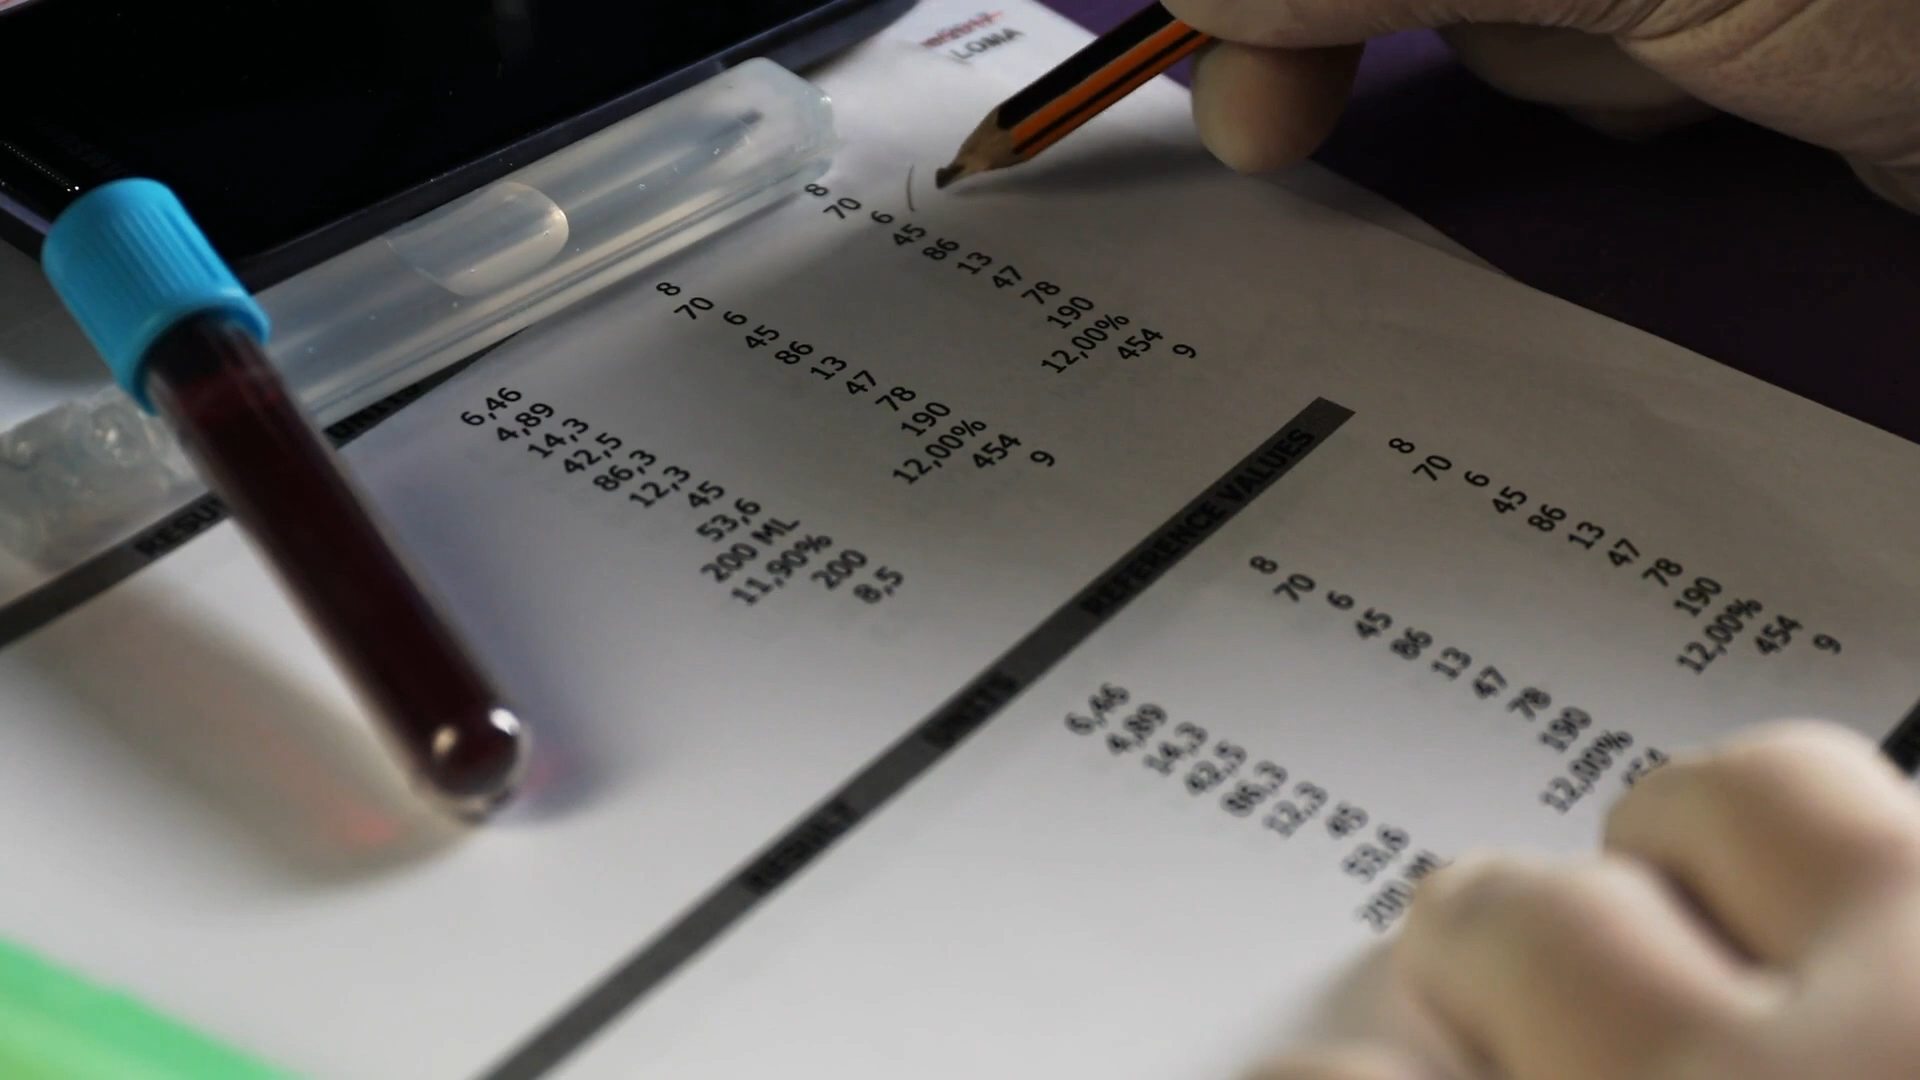 6,46 8 8
4,89 70 70
14,3 6 6
42,5 45 45
86,3 86 86
12,3 13 13
45 47 47
53,6 78 78
200 ML 190 190
11,90% 12,00% 12,00%
200 454 454
8,5 9 9
RESULT UNITS REFERENCE VALUES
6,46 8 8
4,89 70 70
14,3 6 6
42,5 45 45
86,3 86 86
12,3 13 13
45 47 47
53,6 78 78
200 ML 190 190
12,00% 12,00%
454 454
9